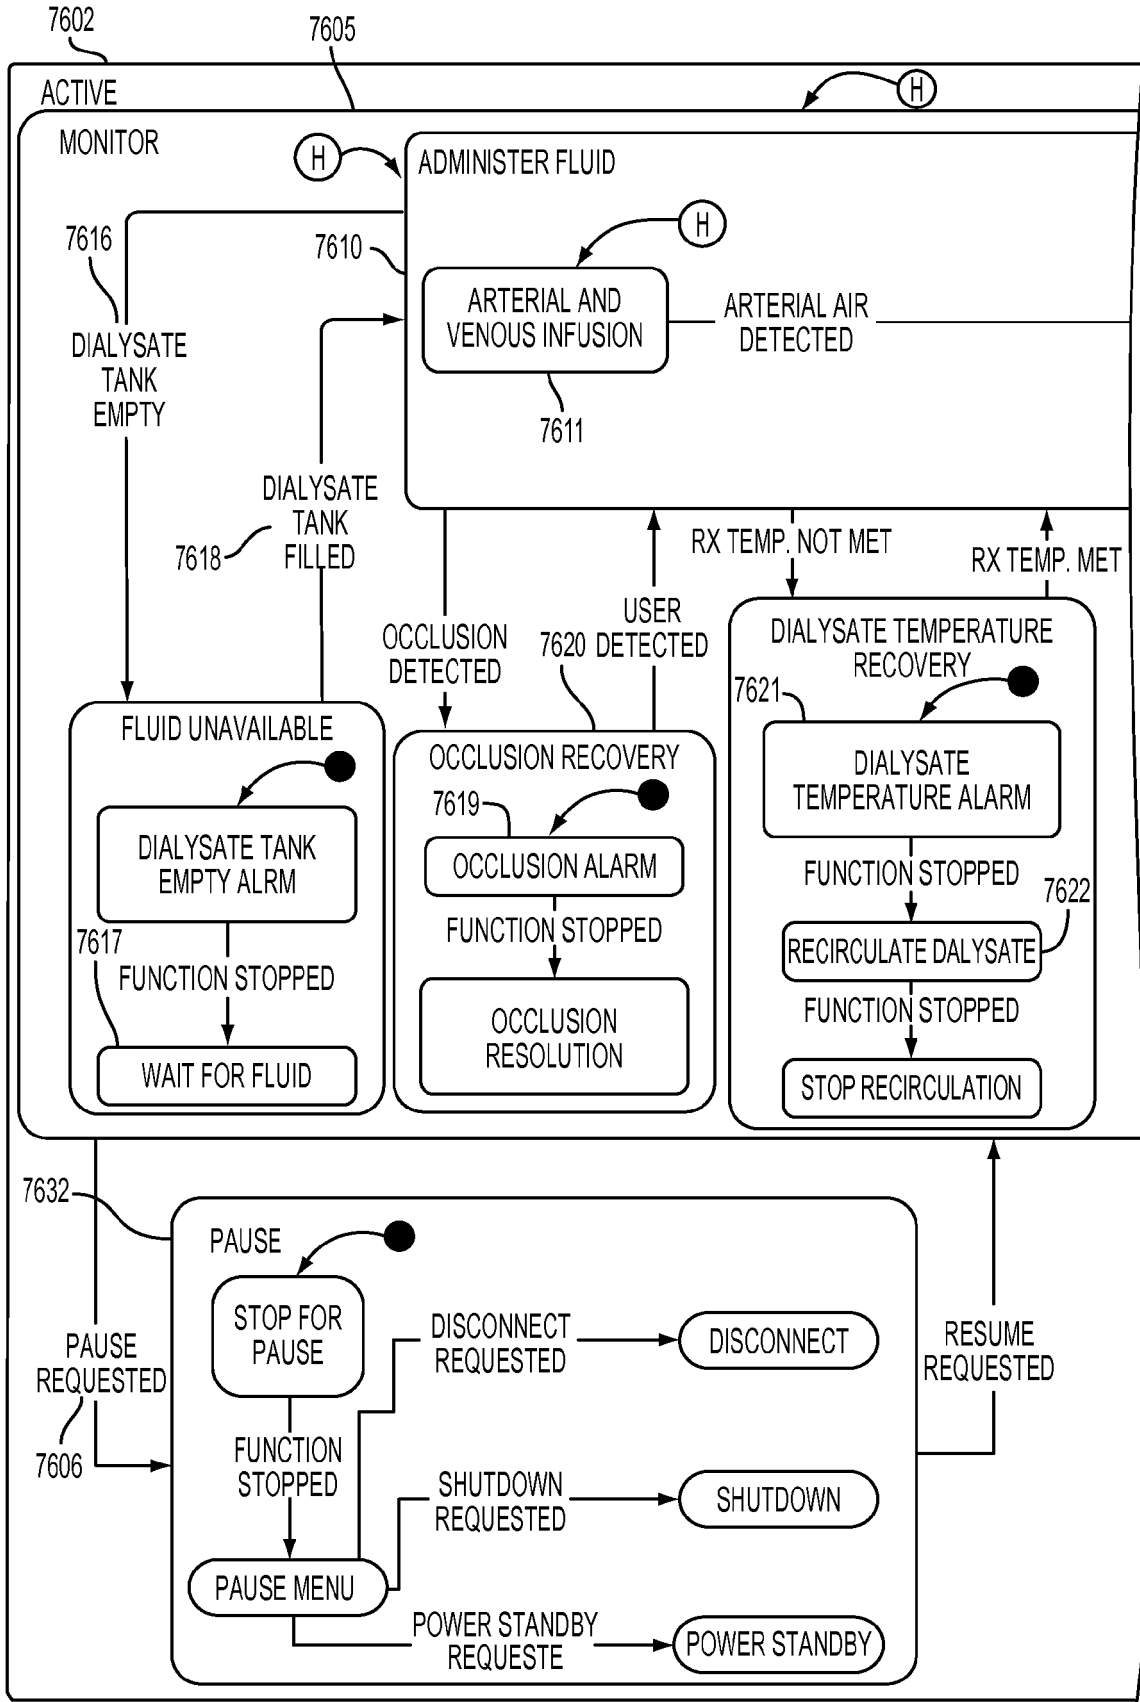 7602
7605
ACTIVE
H
MONITOR
H
ADMINISTER FLUID
7616
7610
H
ARTERIAL AND
VENOUS INFUSION
ARTERIAL AIR
DETECTED
DIALYSATE
TANK
EMPTY
7611
DIALYSATE
TANK
FILLED
7618
RX TEMP. NOT MET
RX TEMP. MET
OCCLUSION
DETECTED
USER
DETECTED
7620
DIALYSATE TEMPERATURE
RECOVERY
7621
FLUID UNAVAILABLE
OCCLUSION RECOVERY
DIALYSATE
TEMPERATURE ALARM
7619
DIALYSATE TANK
EMPTY ALRM
OCCLUSION ALARM
FUNCTION STOPPED
7622
7617
FUNCTION STOPPED
FUNCTION STOPPED
RECIRCULATE DALYSATE
FUNCTION STOPPED
OCCLUSION
RESOLUTION
WAIT FOR FLUID
STOP RECIRCULATION
7632
PAUSE
STOP FOR
PAUSE
DISCONNECT
REQUESTED
DISCONNECT
RESUME
REQUESTED
PAUSE
REQUESTED
7606
FUNCTION
STOPPED
SHUTDOWN
REQUESTED
SHUTDOWN
PAUSE MENU
POWER STANDBY
REQUESTE
POWER STANDBY